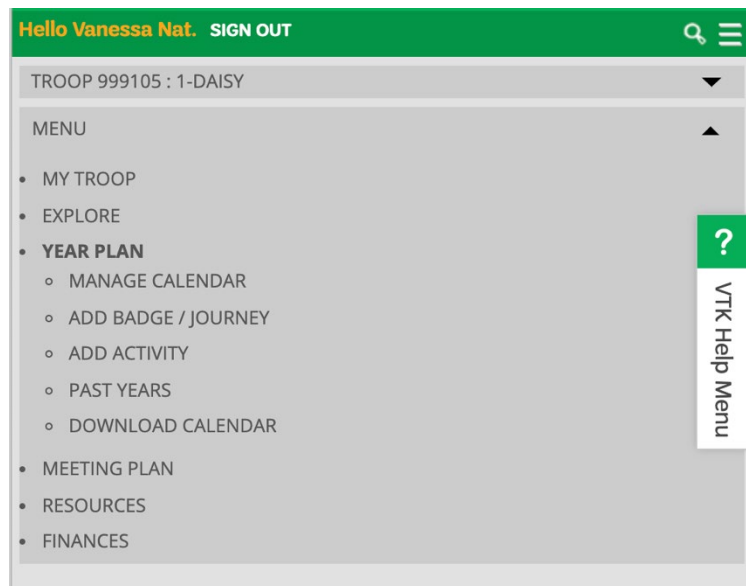 Hello Vanessa Nat. SIGN OUT
TROOP 999105 : 1-DAISY
MENU
MY TROOP
EXPLORE
YEAR PLAN
MANAGE CALENDAR
ADD BADGE / JOURNEY
ADD ACTIVITY
PAST YEARS
DOWNLOAD CALENDAR
MEETING PLAN
RESOURCES
FINANCES
?
VTK Help Menu